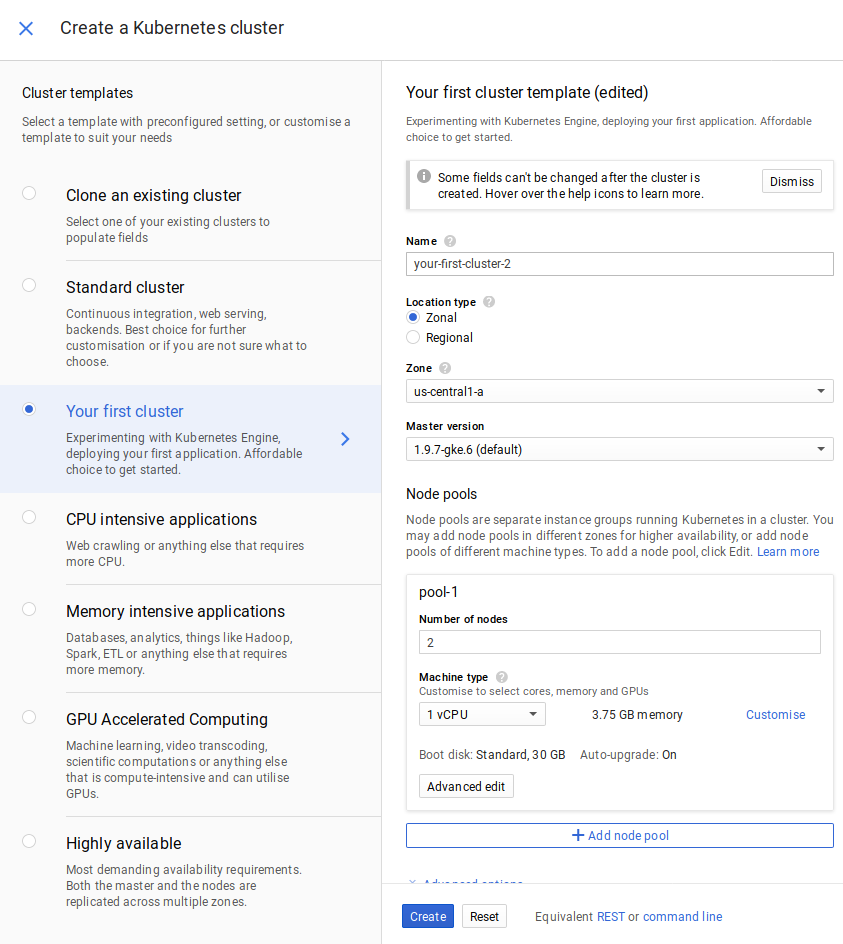 Create a Kubernetes cluster
Cluster templates
Select a template with preconfigured setting, or customise a
template to suit your needs
Clone an existing cluster
Select one of your existing clusters to
populate fields
Standard cluster
Continuous integration, web serving,
backends. Best choice for further
customisation or if you are not sure what to
choose.
Your first cluster
Experimenting with Kubernetes Engine,
deploying your first application. Affordable
choice to get started.
CPU intensive applications
Web crawling or anything else that requires
more CPU.
Memory intensive applications
Databases, analytics, things like Hadoop,
Spark, ETL or anything else that requires
more memory.
GPU Accelerated Computing
Machine learning, video transcoding,
scientific computations or anything else
that is compute-intensive and can utilise
GPUs.
Highly available
Most demanding availability requirements.
Both the master and the nodes are
replicated across multiple zones.
Your first cluster template (edited)
Experimenting with Kubernetes Engine, deploying your first application. Affordable
choice to get started.
Some fields can't be changed after the cluster is
created. Hover over the help icons to learn more.
Dismiss
Name
your-first-cluster-2
Location type
Zonal
Regional
Zone
us-central1-a
Master version
1.9.7-gke.6 (default)
Node pools
Node pools are separate instance groups running Kubernetes in a cluster. You
may add node pools in different zones for higher availability, or add node
pools of different machine types. To add a node pool, click Edit. Learn more
pool-1
Number of nodes
2
Machine type
Customise to select cores, memory and GPUs
1 vCPU 3.75 GB memory Customise
Boot disk: Standard, 30 GB Auto-upgrade: On
Advanced edit
Add node pool
Advanced options
Create Reset Equivalent REST or command line